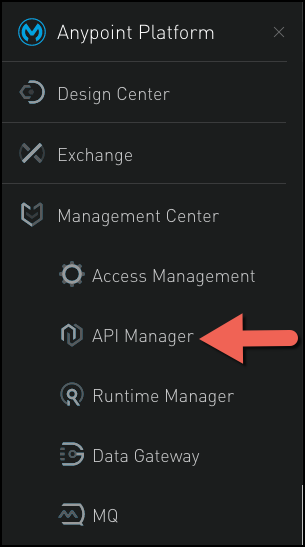 Anypoint Platform
Design Center
Exchange
Management Center
Access Management
API Manager
Runtime Manager
Data Gateway
MQ